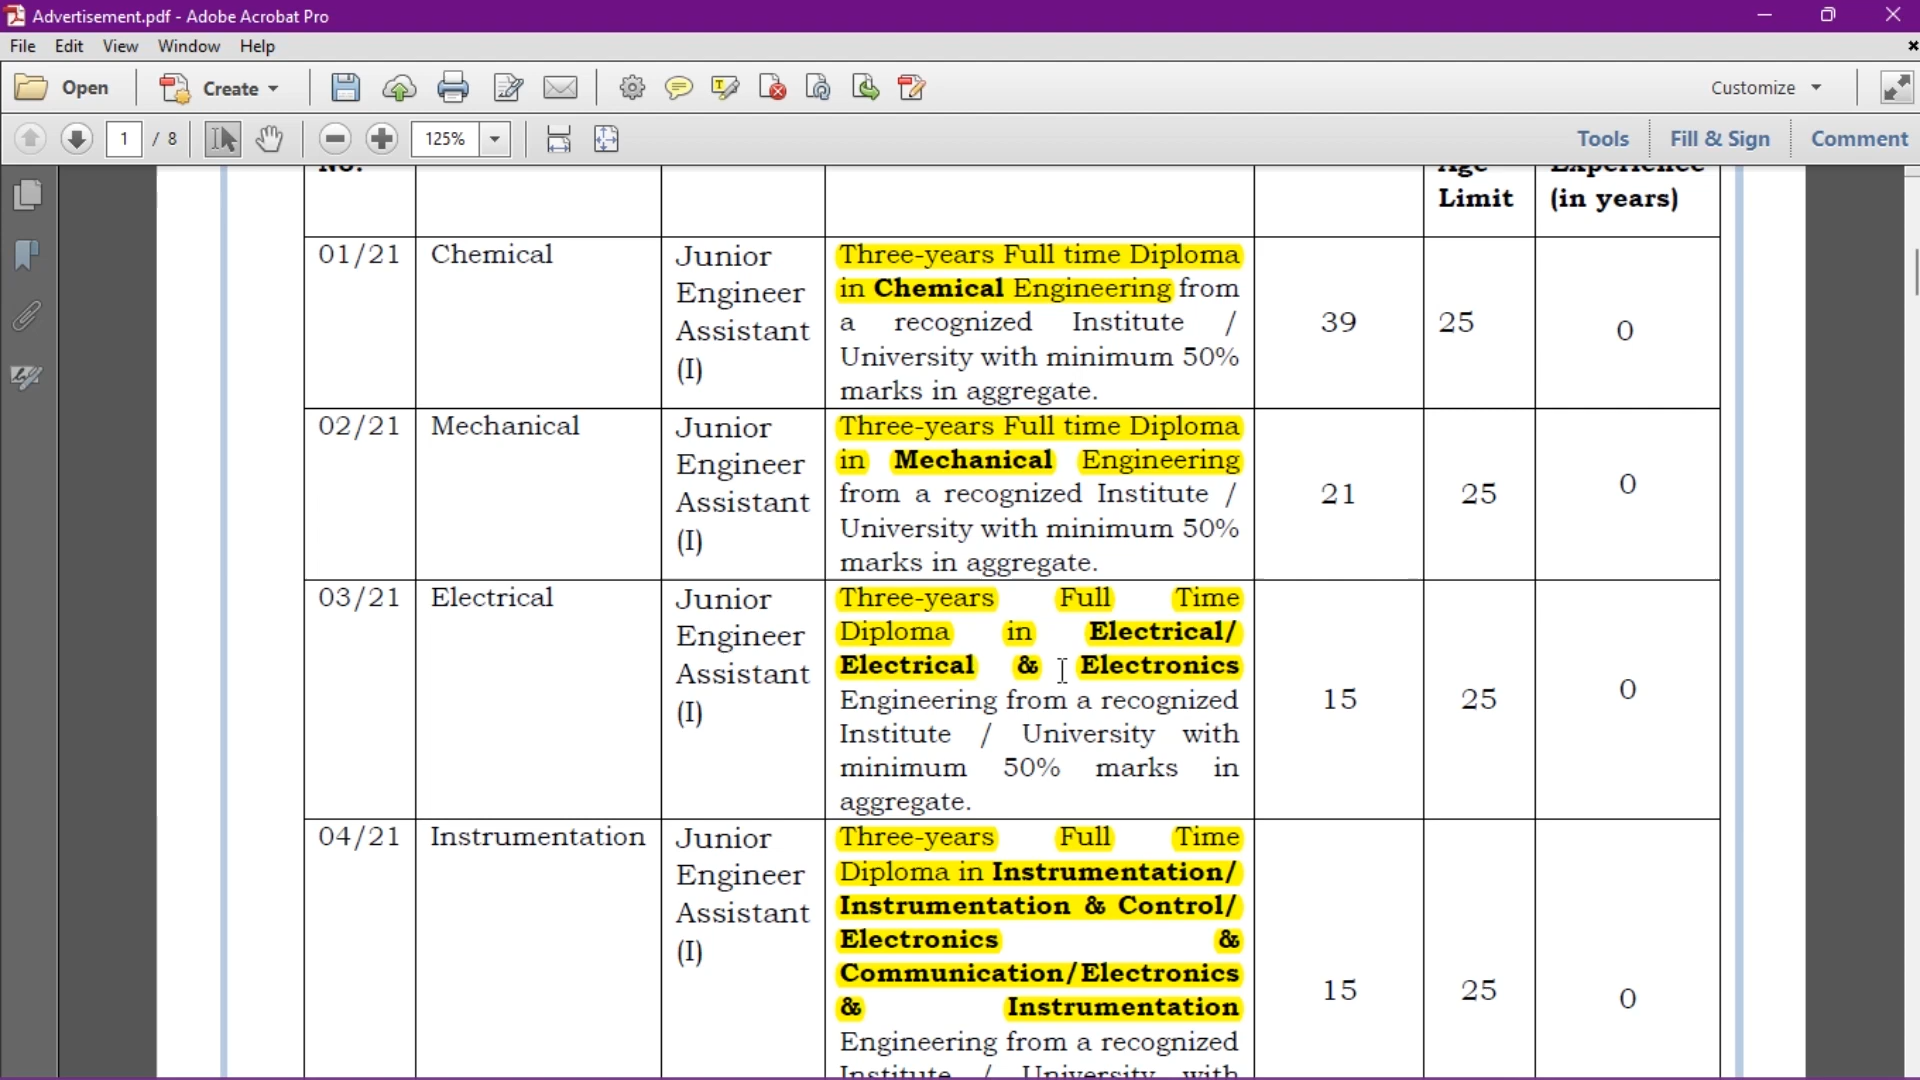 Advertisement.pdf - Adobe Acrobat Pro
File Edit View Window Help
Open Create Customize
1 / 8 125% Tools Fill & Sign Comment
No. Age Experience
Limit (in years)
01/21 Chemical Junior Three-years Full time Diploma
Engineer in Chemical Engineering from
Assistant a recognized Institute / 39 25 0
(I) University with minimum 50%
marks in aggregate.
02/21 Mechanical Junior Three-years Full time Diploma
Engineer in Mechanical Engineering
Assistant from a recognized Institute / 21 25 0
(I) University with minimum 50%
marks in aggregate.
03/21 Electrical Junior Three-years Full Time
Engineer Diploma in Electrical/
Assistant Electrical & Electronics
(I) Engineering from a recognized 15 25 0
Institute / University with
minimum 50% marks in
aggregate.
04/21 Instrumentation Junior Three-years Full Time
Engineer Diploma in Instrumentation/
Assistant Instrumentation & Control/
(I) Electronics &
Communication/Electronics 15 25 0
& Instrumentation
Engineering from a recognized
Institute / University with